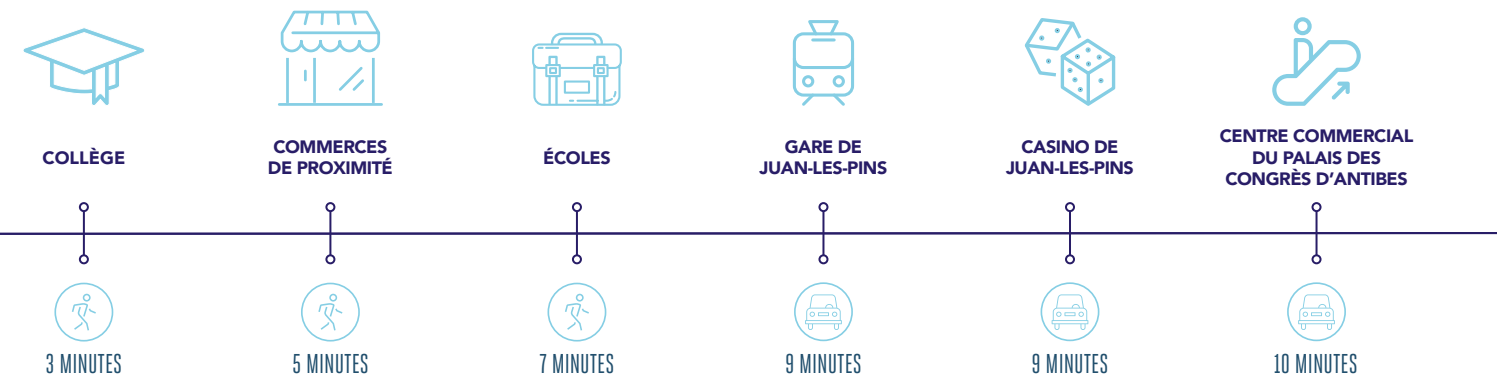 COLLÈGE
COMMERCES
DE PROXIMITÉ
ÉCOLES
GARE DE
JUAN-LES-PINS
CASINO DE
JUAN-LES-PINS
CENTRE COMMERCIAL
DU PALAIS DES
CONGRÈS D’ANTIBES
3 MINUTES
5 MINUTES
7 MINUTES
9 MINUTES
9 MINUTES
10 MINUTES